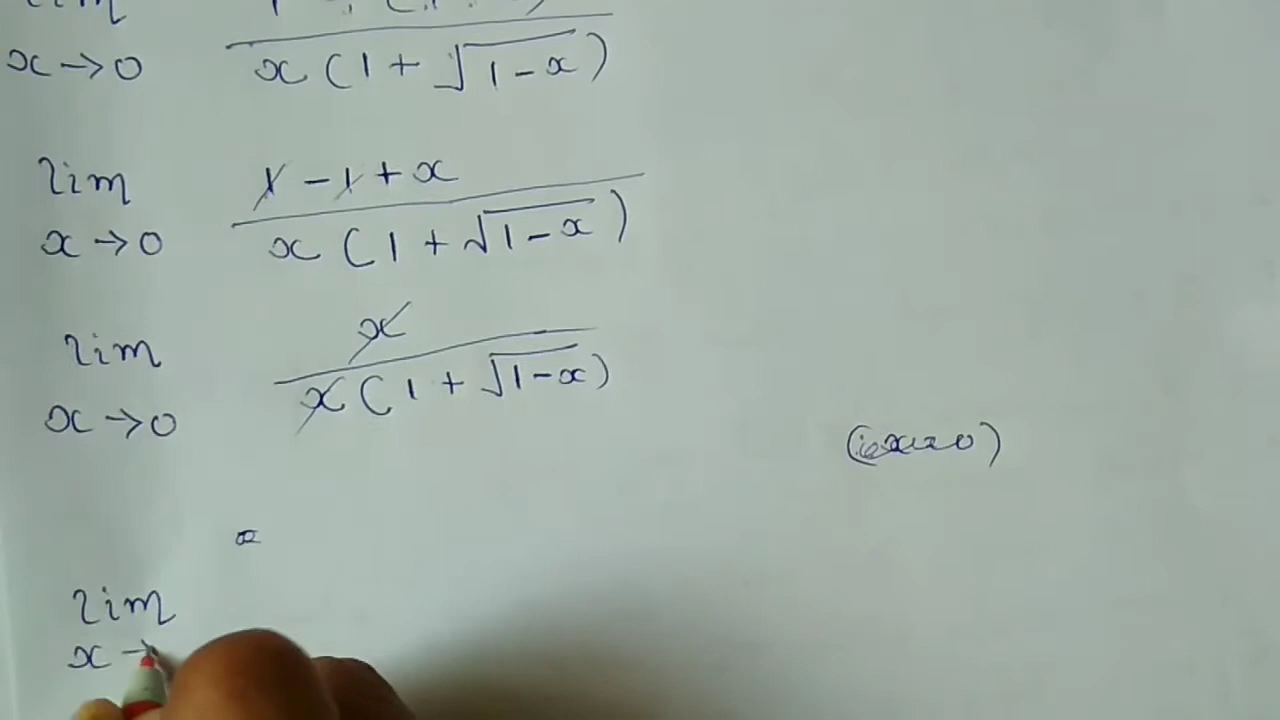 lim
x → 0
x (1 + √1 - x)
lim 1 - 1 + x
x → 0 x (1 + √1 - x)
lim x
x → 0 x (1 + √1 - x)
=
lim
x →